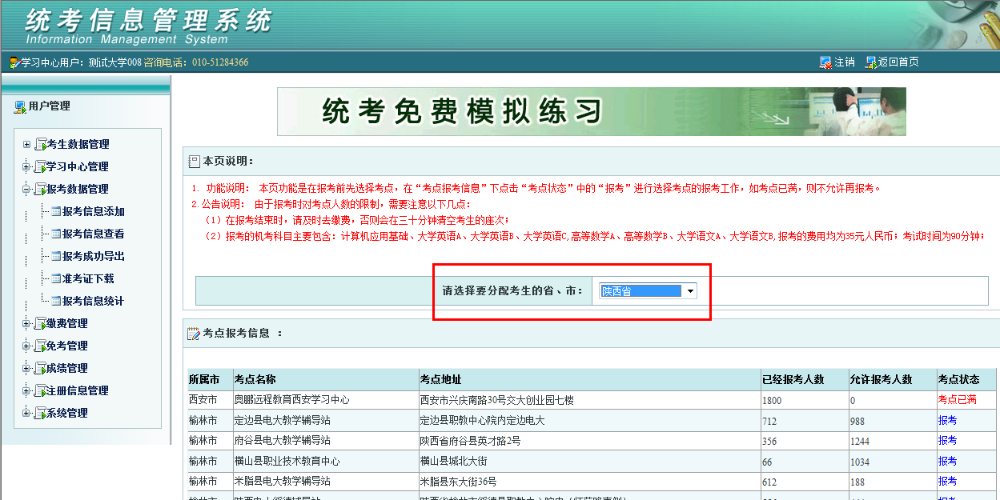 统考信息管理系统
Information Management System
学习中心用户：测试大学008 咨询电话：010-51284366
注销 返回首页
用户管理
考生数据管理
学习中心管理
报考数据管理
报考信息添加
报考信息查看
报考成功导出
准考证下载
报考信息统计
缴费管理
免考管理
成绩管理
注册信息管理
系统管理
统考免费模拟练习
本页说明：
1. 功能说明： 本页功能是在报考前先选择考点，在“考点报考信息”下点击“考点状态”中的“报考”进行选择考点的报考工作，如考点已满，则不允许再报考。
2.公告说明： 由于报考时对考点人数的限制，需要注意以下几点：
（1）在报考结束时，请及时去缴费，否则会在三十分钟清空考生的座次；
（2）报考的机考科目主要包含：计算机应用基础、大学英语A、大学英语B、大学英语C,高等数学A、高等数学B、大学语文A、大学语文B,报考的费用均为35元人民币；考试时间为90分钟；
请选择要分配考生的省、市： 陕西省
考点报考信息 ：
所属市 考点名称 考点地址 已经报考人数 允许报考人数 考点状态
西安市 奥鹏远程教育西安学习中心 西安市兴庆南路30号交大创业园七楼 1800 0 考点已满
榆林市 定边县电大教学辅导站 定边县职教中心院内定边电大 712 988 报考
榆林市 府谷县电大教学辅导站 陕西省府谷县英才路2号 356 1244 报考
榆林市 横山县职业技术教育中心 横山县城北大街 66 1034 报考
榆林市 米脂县电大教学辅导站 米脂县东大街36号 612 188 报考